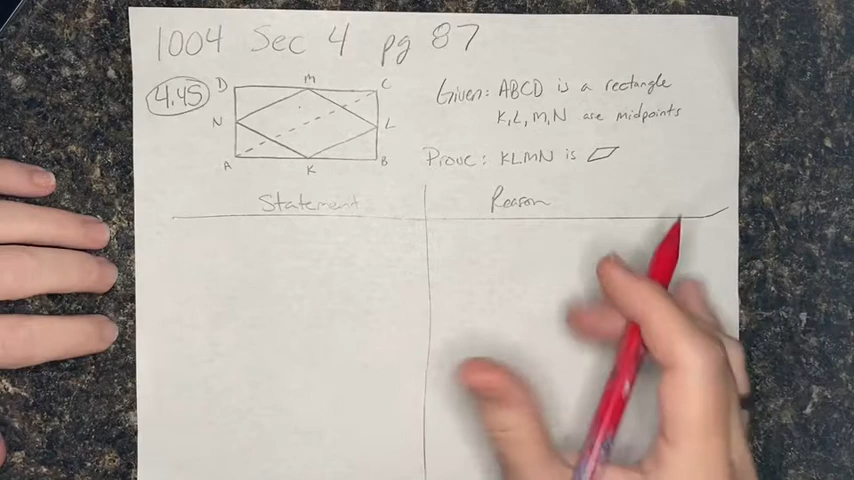 1004 Sec 4 pg 87
4.45
D M C
N L
A K B
Given: ABCD is a rectangle
K, L, M, N are midpoints
Prove: KLMN is ▱
Statement Reason